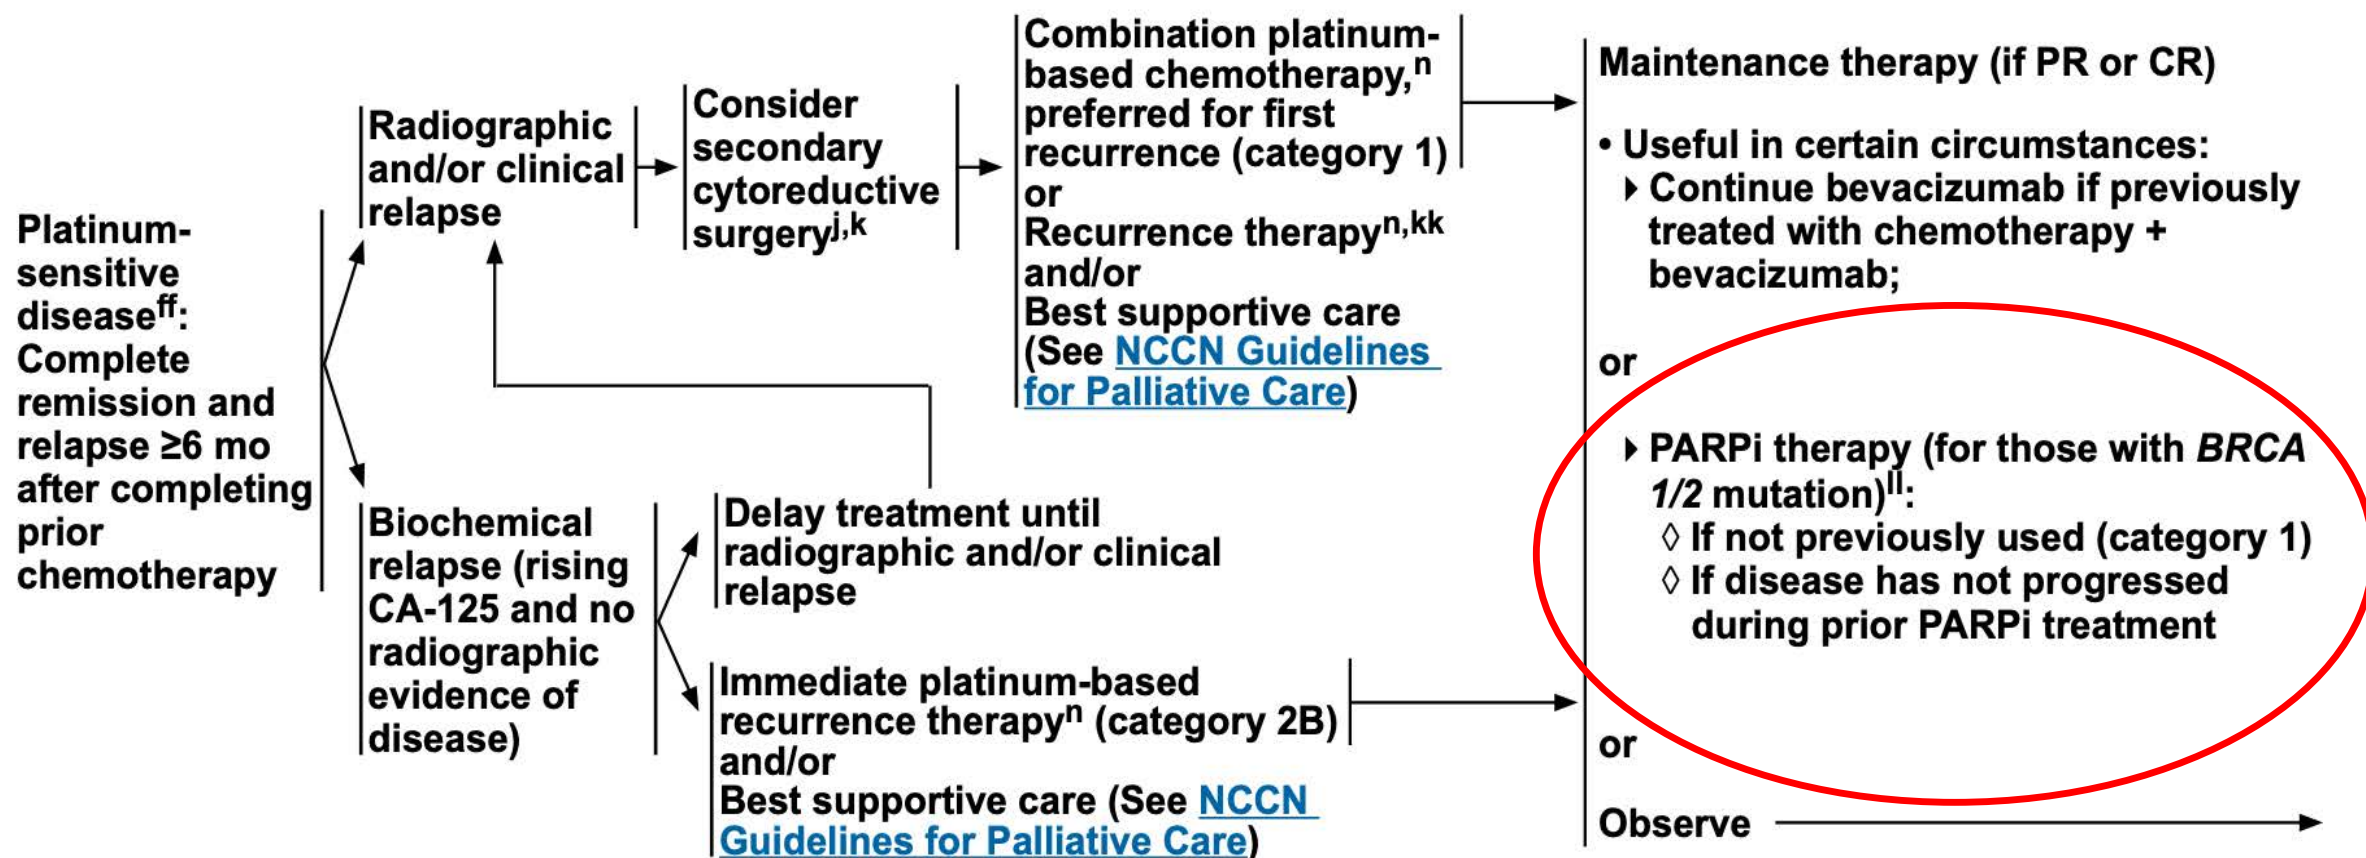 Platinum-
sensitive
disease^ff:
Complete
remission and
relapse ≥6 mo
after completing
prior
chemotherapy
Radiographic
and/or clinical
relapse
Biochemical
relapse (rising
CA-125 and no
radiographic
evidence of
disease)
Consider
secondary
cytoreductive
surgery^j,k
Delay treatment until
radiographic and/or clinical
relapse
Immediate platinum-based
recurrence therapy^n (category 2B)
and/or
Best supportive care (See NCCN
Guidelines for Palliative Care)
Combination platinum-
based chemotherapy,^n
preferred for first
recurrence (category 1)
or
Recurrence therapy^n,kk
and/or
Best supportive care
(See NCCN Guidelines
for Palliative Care)
Maintenance therapy (if PR or CR)
• Useful in certain circumstances:
▸ Continue bevacizumab if previously
treated with chemotherapy +
bevacizumab;
or
▸ PARPi therapy (for those with BRCA
1/2 mutation)^ll:
◊ If not previously used (category 1)
◊ If disease has not progressed
during prior PARPi treatment
or
Observe